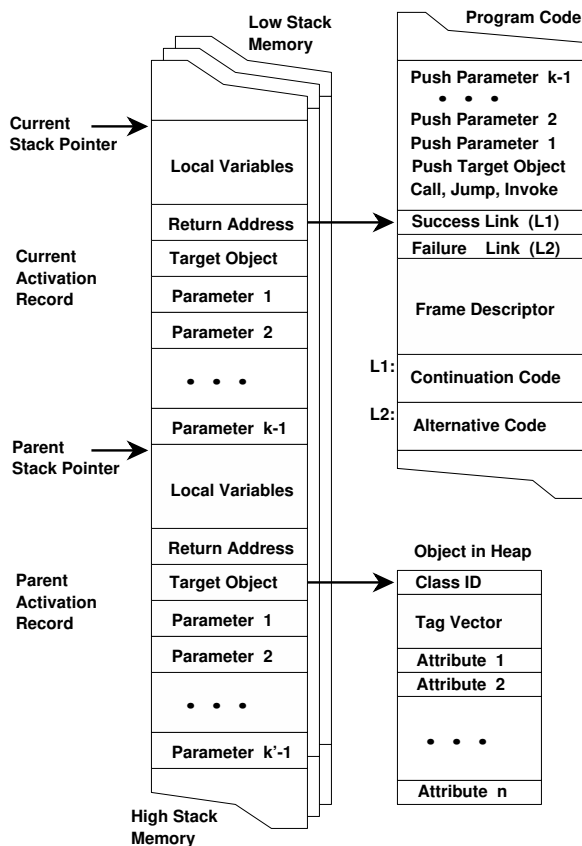 Low Stack
Memory
Current
Stack Pointer
Local Variables
Return Address
Current
Activation
Record
Target Object
Parameter 1
Parameter 2
• • •
Parameter k-1
Parent
Stack Pointer
Local Variables
Return Address
Parent
Activation
Record
Target Object
Parameter 1
Parameter 2
• • •
Parameter k'-1
High Stack
Memory
Program Code
Push Parameter k-1
• • •
Push Parameter 2
Push Parameter 1
Push Target Object
Call, Jump, Invoke
Success Link (L1)
Failure Link (L2)
Frame Descriptor
L1:
Continuation Code
L2:
Alternative Code
Object in Heap
Class ID
Tag Vector
Attribute 1
Attribute 2
• • •
Attribute n